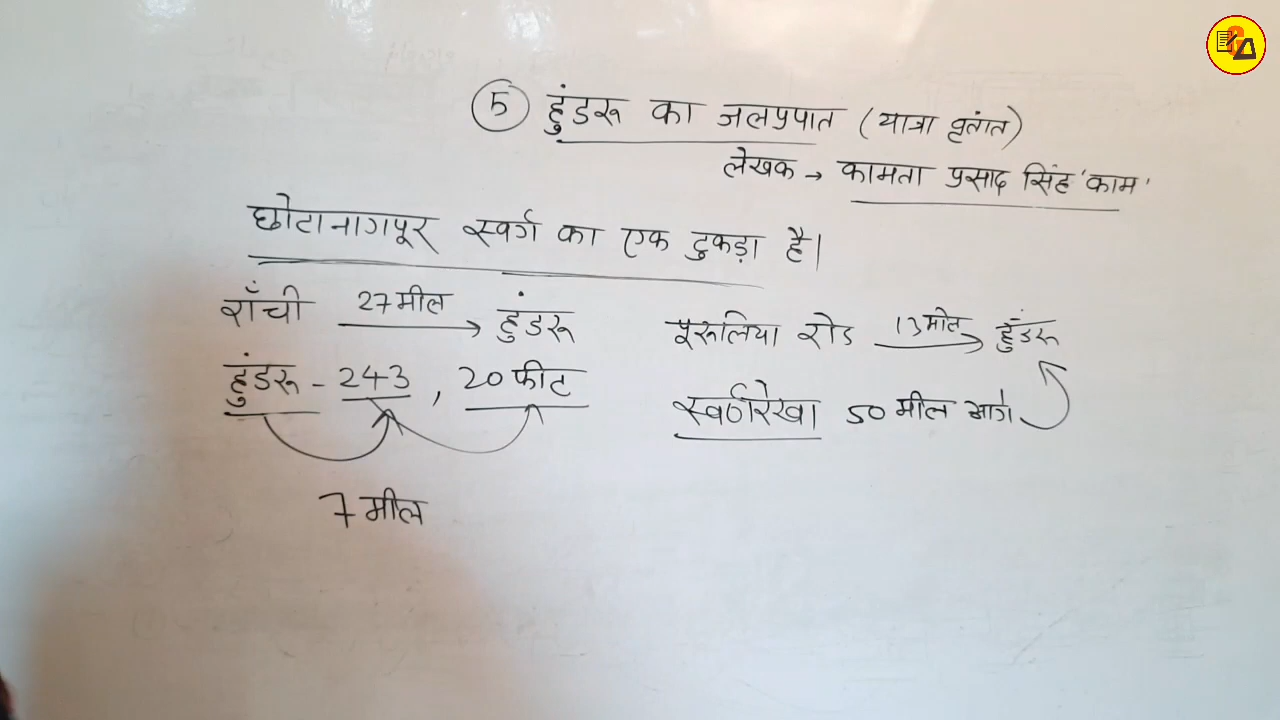 5 हुंडरू का जलप्रपात (यात्रा वृतांत)
लेखक → कामता प्रसाद सिंह 'काम'
छोटानागपूर स्वर्ग का एक टुकड़ा है।
राँची 27 मील → हुंडरू
पूरूलिया रोड 13 मील → हुंडरू
हुंडरू - 243 , 20 फीट
स्वर्णरेखा 50 मील आगे
7 मील